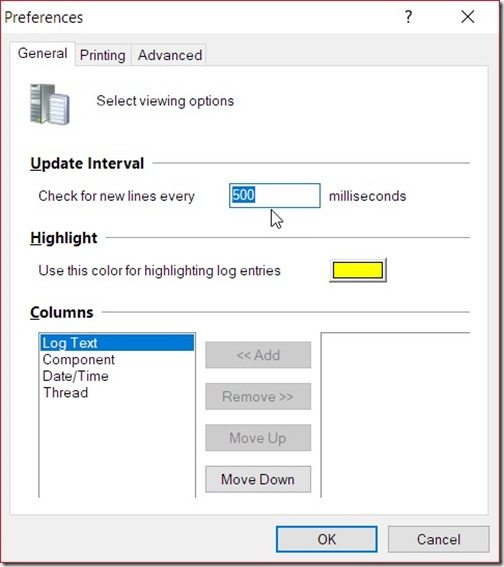 Preferences
?
General Printing Advanced
Select viewing options
Update Interval
Check for new lines every 500 milliseconds
Highlight
Use this color for highlighting log entries
Columns
Log Text
Component
Date/Time
Thread
<< Add
Remove >>
Move Up
Move Down
OK Cancel